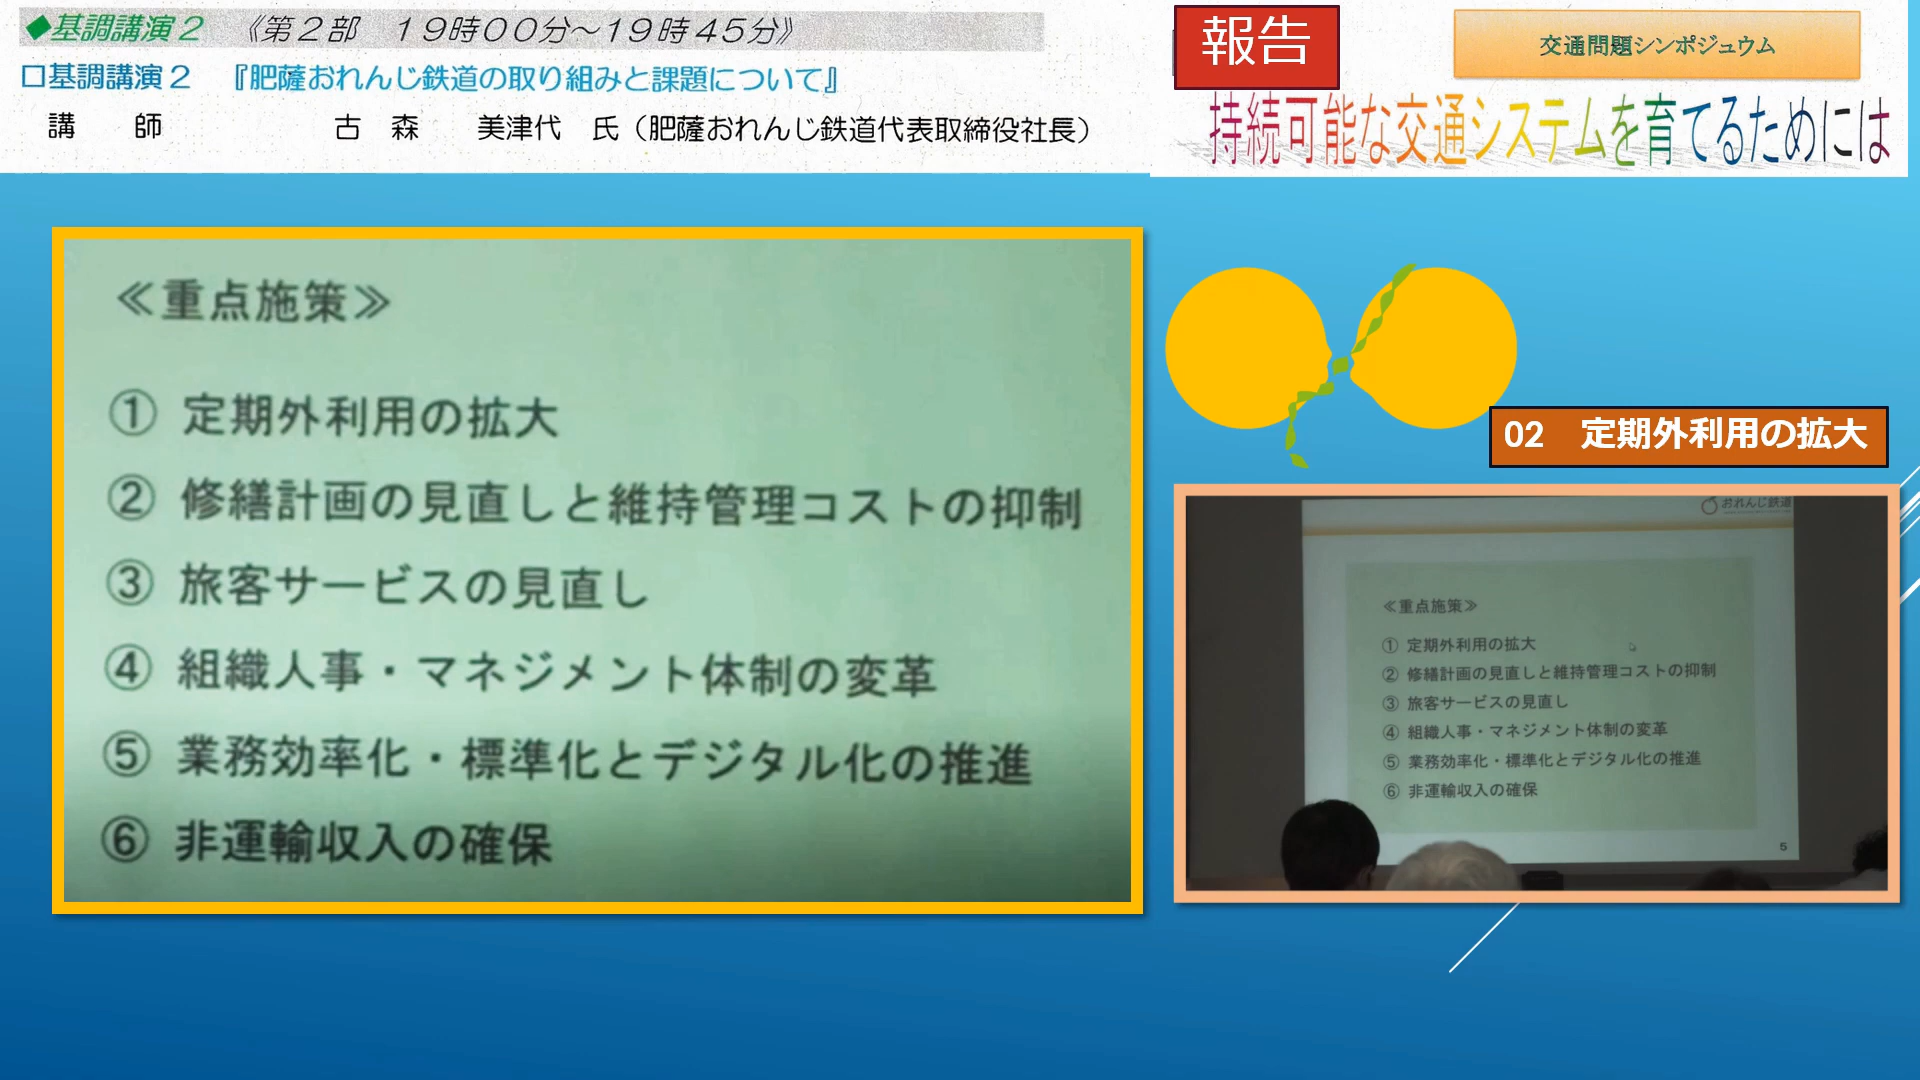 ◆基調講演２　《第２部　１９時００分～１９時４５分》
□基調講演２　『肥薩おれんじ鉄道の取り組みと課題について』
講　師　古　森　美津代　氏（肥薩おれんじ鉄道代表取締役社長）
報告
交通問題シンポジュウム
持続可能な交通システムを育てるためには
≪重点施策≫
① 定期外利用の拡大
② 修繕計画の見直しと維持管理コストの抑制
③ 旅客サービスの見直し
④ 組織人事・マネジメント体制の変革
⑤ 業務効率化・標準化とデジタル化の推進
⑥ 非運輸収入の確保
02　定期外利用の拡大
おれんじ鉄道
≪重点施策≫
① 定期外利用の拡大
② 修繕計画の見直しと維持管理コストの抑制
③ 旅客サービスの見直し
④ 組織人事・マネジメント体制の変革
⑤ 業務効率化・標準化とデジタル化の推進
⑥ 非運輸収入の確保
5